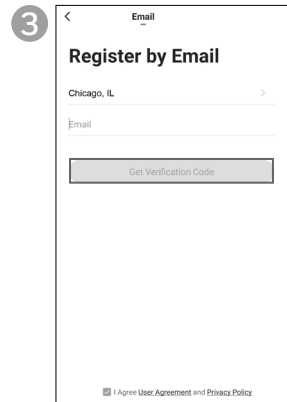 3
Email
Register by Email
Chicago, IL
Email
Get Verification Code
I Agree User Agreement and Privacy Policy